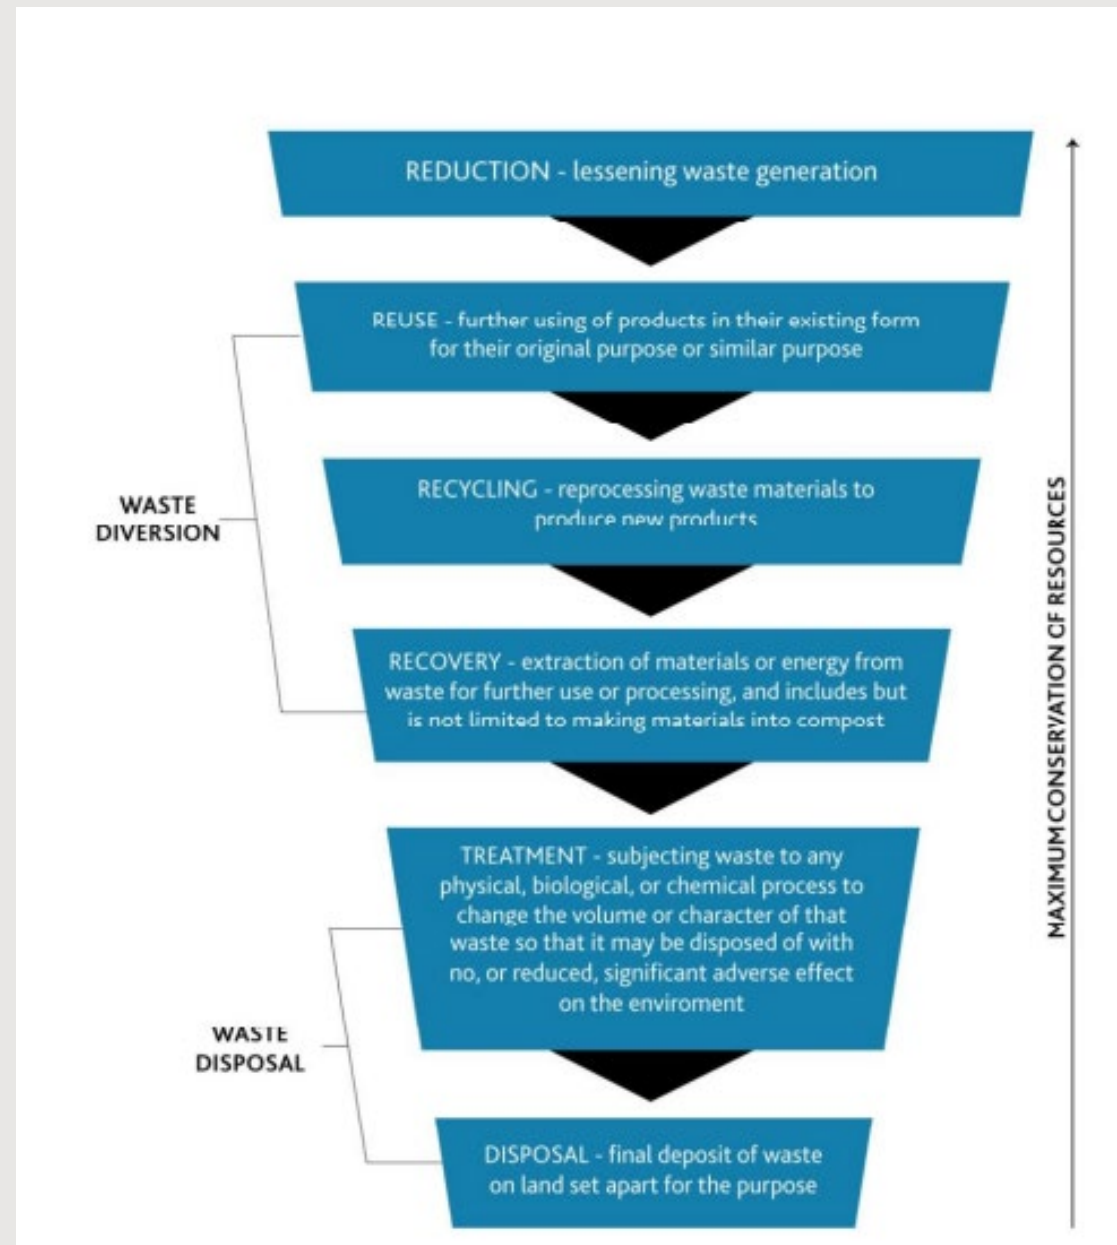 REDUCTION - lessening waste generation
REUSE - further using of products in their existing form
for their original purpose or similar purpose
RECYCLING - reprocessing waste materials to
produce new products
WASTE
DIVERSION
RECOVERY - extraction of materials or energy from
waste for further use or processing, and includes but
is not limited to making materials into compost
TREATMENT - subjecting waste to any
physical, biological, or chemical process to
change the volume or character of that
waste so that it may be disposed of with
no, or reduced, significant adverse effect
on the enviroment
WASTE
DISPOSAL
DISPOSAL - final deposit of waste
on land set apart for the purpose
MAXIMUM CONSERVATION OF RESOURCES